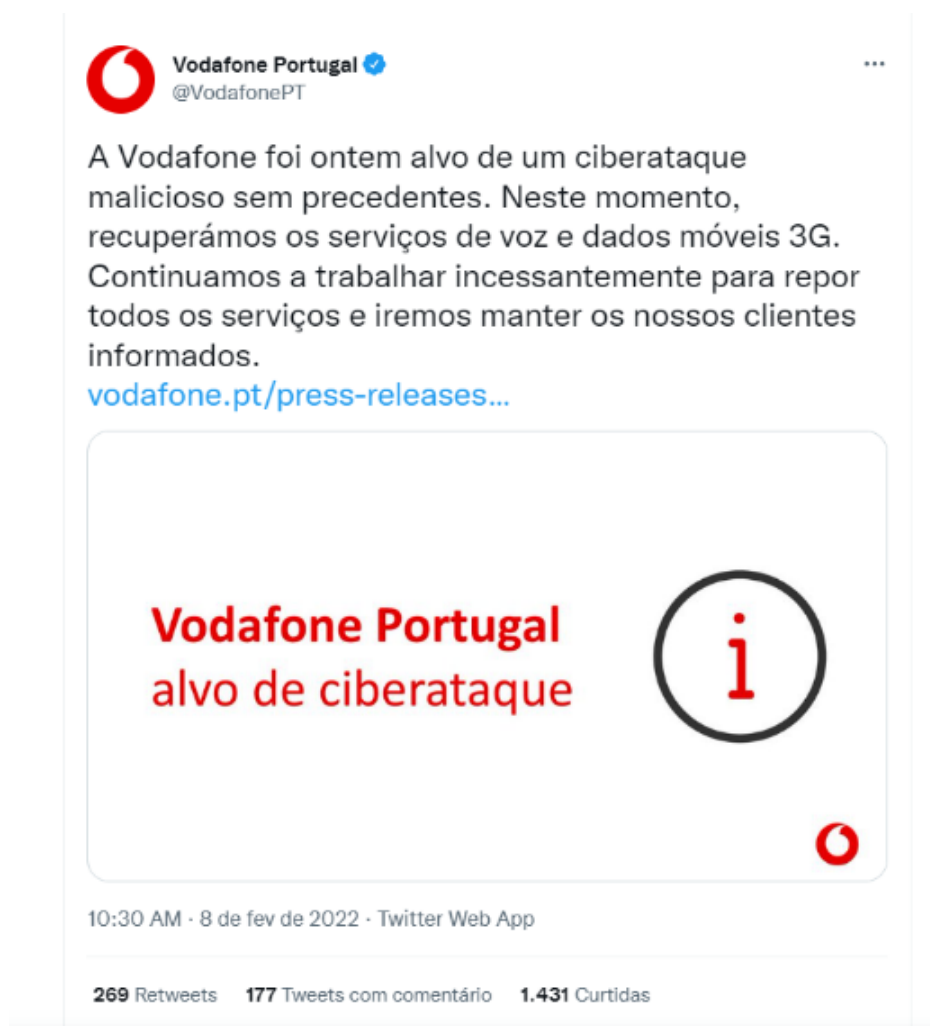 Vodafone Portugal
@VodafonePT
...
A Vodafone foi ontem alvo de um ciberataque
malicioso sem precedentes. Neste momento,
recuperámos os serviços de voz e dados móveis 3G.
Continuamos a trabalhar incessantemente para repor
todos os serviços e iremos manter os nossos clientes
informados.
vodafone.pt/press-releases...
Vodafone Portugal
alvo de ciberataque
i
10:30 AM · 8 de fev de 2022 · Twitter Web App
269 Retweets 177 Tweets com comentário 1.431 Curtidas